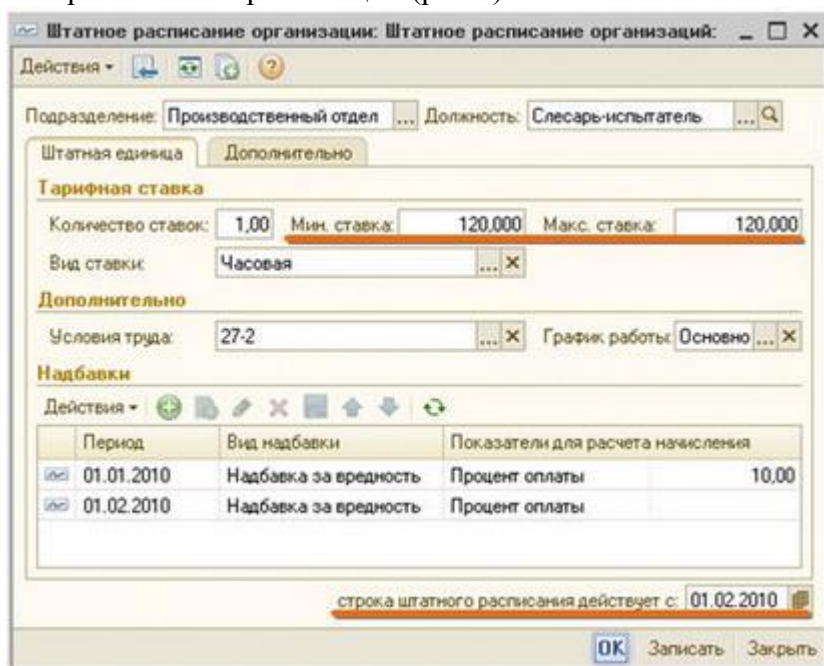 Штатное расписание организации: Штатное расписание организаций:
Действия
Подразделение: Производственный отдел ... Должность: Слесарь-испытатель ...
Штатная единица Дополнительно
Тарифная ставка
Количество ставок: 1,00 Мин. ставка: 120,000 Макс. ставка: 120,000
Вид ставки: Часовая ...
Дополнительно
Условия труда: 27-2 ... График работы: Основно ...
Надбавки
Действия
Период Вид надбавки Показатели для расчета начисления
01.01.2010 Надбавка за вредность Процент оплаты 10,00
01.02.2010 Надбавка за вредность Процент оплаты
строка штатного расписания действует с: 01.02.2010
OK Записать Закрыть